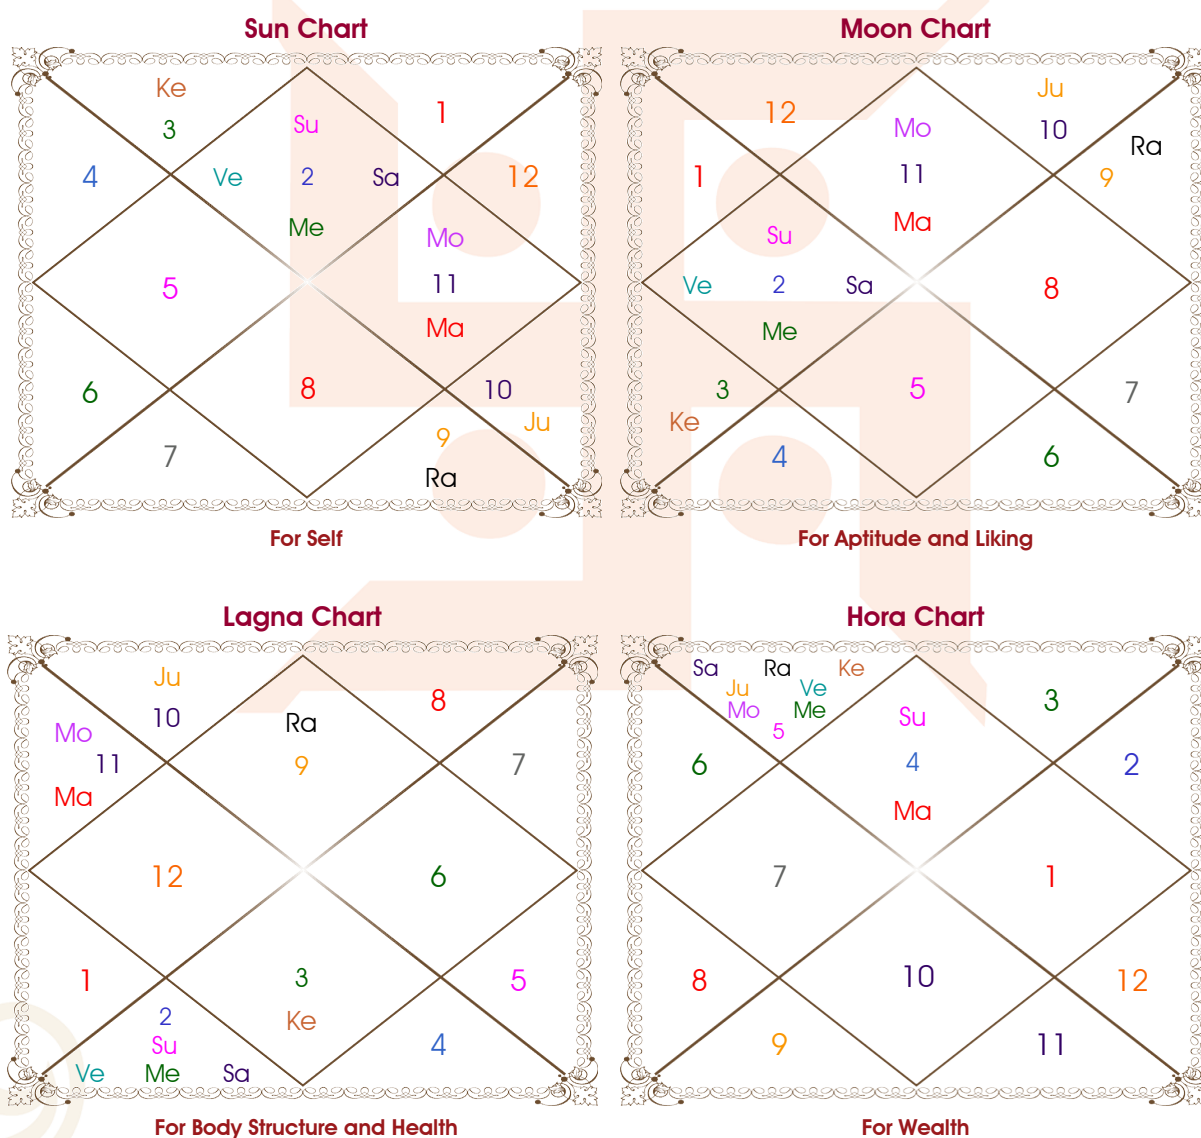 Sun Chart
Ke
3
4
Su
Ve 2 Sa
Me
1
12
Mo
11
Ma
5
6
7
8
10
Ju
9
Ra
For Self
Moon Chart
12
1
Mo
11
Ma
Ju
10
Ra
9
Su
Ve 2 Sa
Me
8
3
Ke
4
5
7
6
For Aptitude and Liking
Lagna Chart
Ju
10
Mo
11
Ma
Ra
9
8
7
12
6
1
2
Su
Ve Me Sa
3
Ke
5
4
For Body Structure and Health
Hora Chart
Sa Ra Ke
Ju Ve
Mo Me
5
6
Su
4
Ma
3
2
7
1
8
9
10
12
11
For Wealth